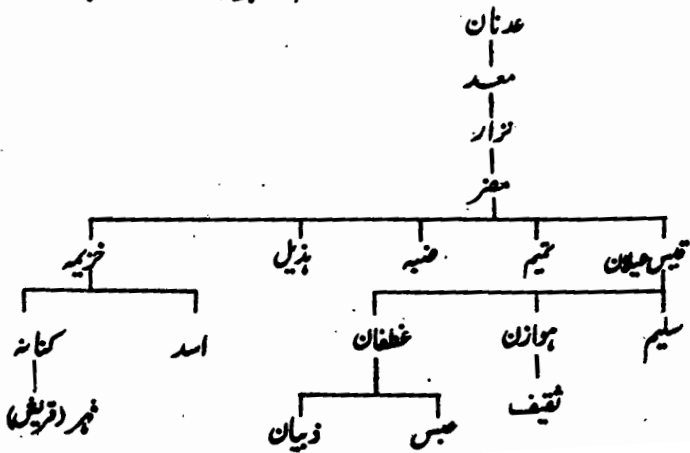 عدنان
معد
نزار
مضر
قیس عیلان تمیم ضبہ ہذیل خزیمہ
سلیم ہوازن غطفان اسد کنانہ
ثقیف عبس ذبیان فہر (قریش)